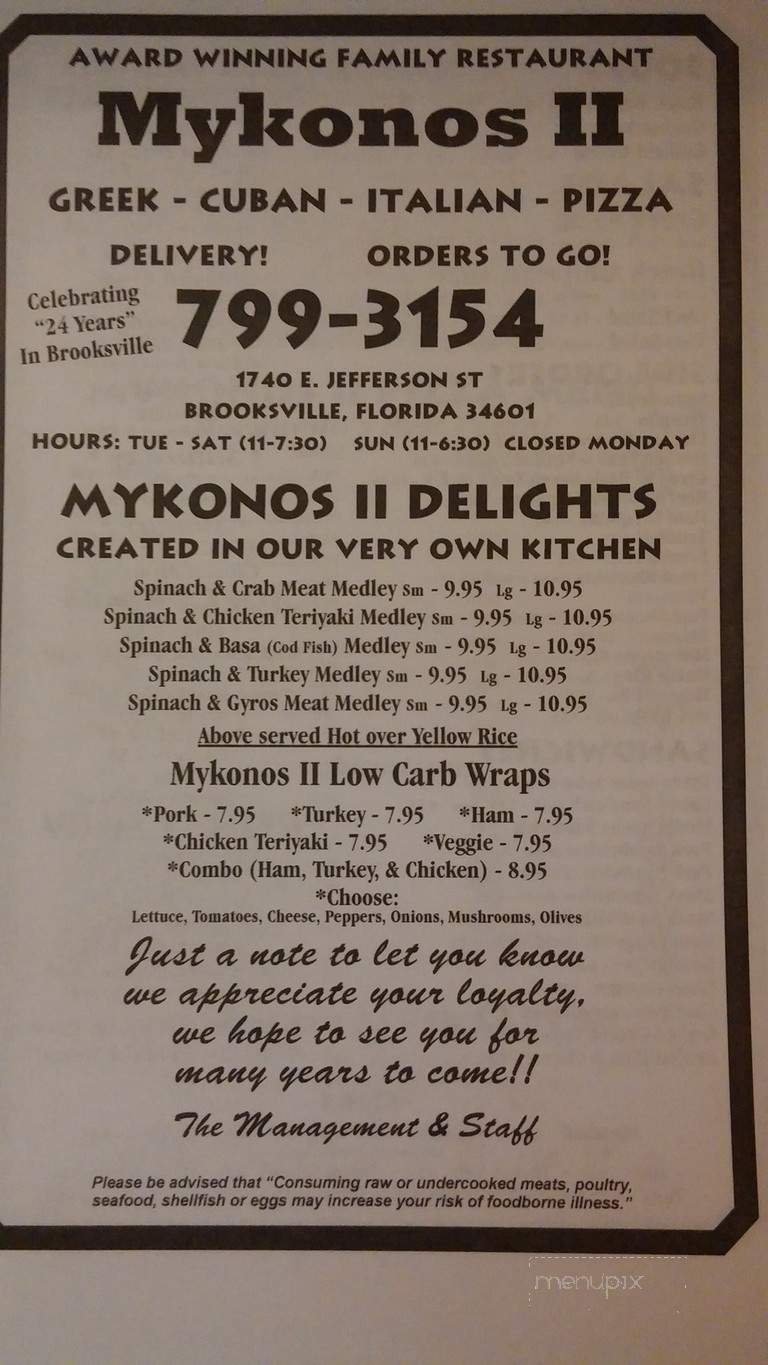 AWARD WINNING FAMILY RESTAURANT
Mykonos II
GREEK - CUBAN - ITALIAN - PIZZA
DELIVERY! ORDERS TO GO!
Celebrating
"24 Years"
In Brooksville
799-3154
1740 E. JEFFERSON ST
BROOKSVILLE, FLORIDA 34601
HOURS: TUE - SAT (11-7:30) SUN (11-6:30) CLOSED MONDAY
MYKONOS II DELIGHTS
CREATED IN OUR VERY OWN KITCHEN
Spinach & Crab Meat Medley Sm - 9.95 Lg - 10.95
Spinach & Chicken Teriyaki Medley Sm - 9.95 Lg - 10.95
Spinach & Basa (Cod Fish) Medley Sm - 9.95 Lg - 10.95
Spinach & Turkey Medley Sm - 9.95 Lg - 10.95
Spinach & Gyros Meat Medley Sm - 9.95 Lg - 10.95
Above served Hot over Yellow Rice
Mykonos II Low Carb Wraps
*Pork - 7.95 *Turkey - 7.95 *Ham - 7.95
*Chicken Teriyaki - 7.95 *Veggie - 7.95
*Combo (Ham, Turkey, & Chicken) - 8.95
*Choose:
Lettuce, Tomatoes, Cheese, Peppers, Onions, Mushrooms, Olives
Just a note to let you know
we appreciate your loyalty,
we hope to see you for
many years to come!!
The Management & Staff
Please be advised that "Consuming raw or undercooked meats, poultry,
seafood, shellfish or eggs may increase your risk of foodborne illness."
menupix